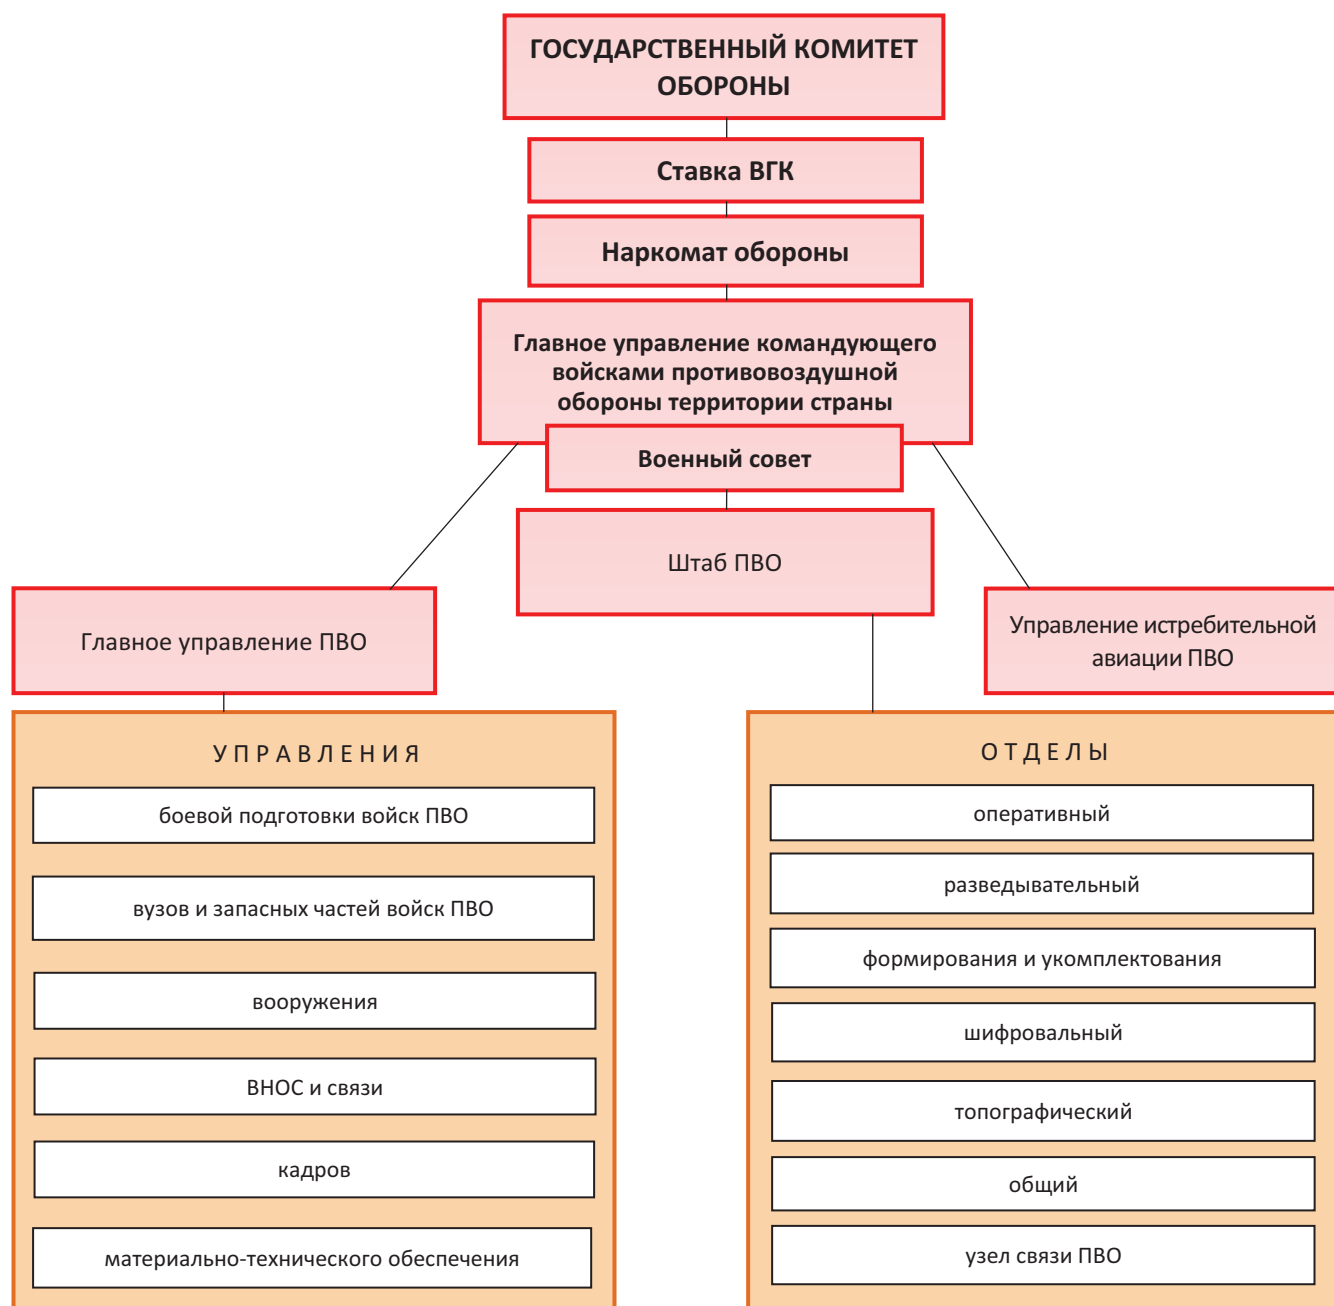 ГОСУДАРСТВЕННЫЙ КОМИТЕТ
ОБОРОНЫ
Ставка ВГК
Наркомат обороны
Главное управление командующего
войсками противовоздушной
обороны территории страны
Военный совет
Штаб ПВО
Главное управление ПВО
Управление истребительной
авиации ПВО
УПРАВЛЕНИЯ
боевой подготовки войск ПВО
вузов и запасных частей войск ПВО
вооружения
ВНОС и связи
кадров
материально-технического обеспечения
ОТДЕЛЫ
оперативный
разведывательный
формирования и укомплектования
шифровальный
топографический
общий
узел связи ПВО